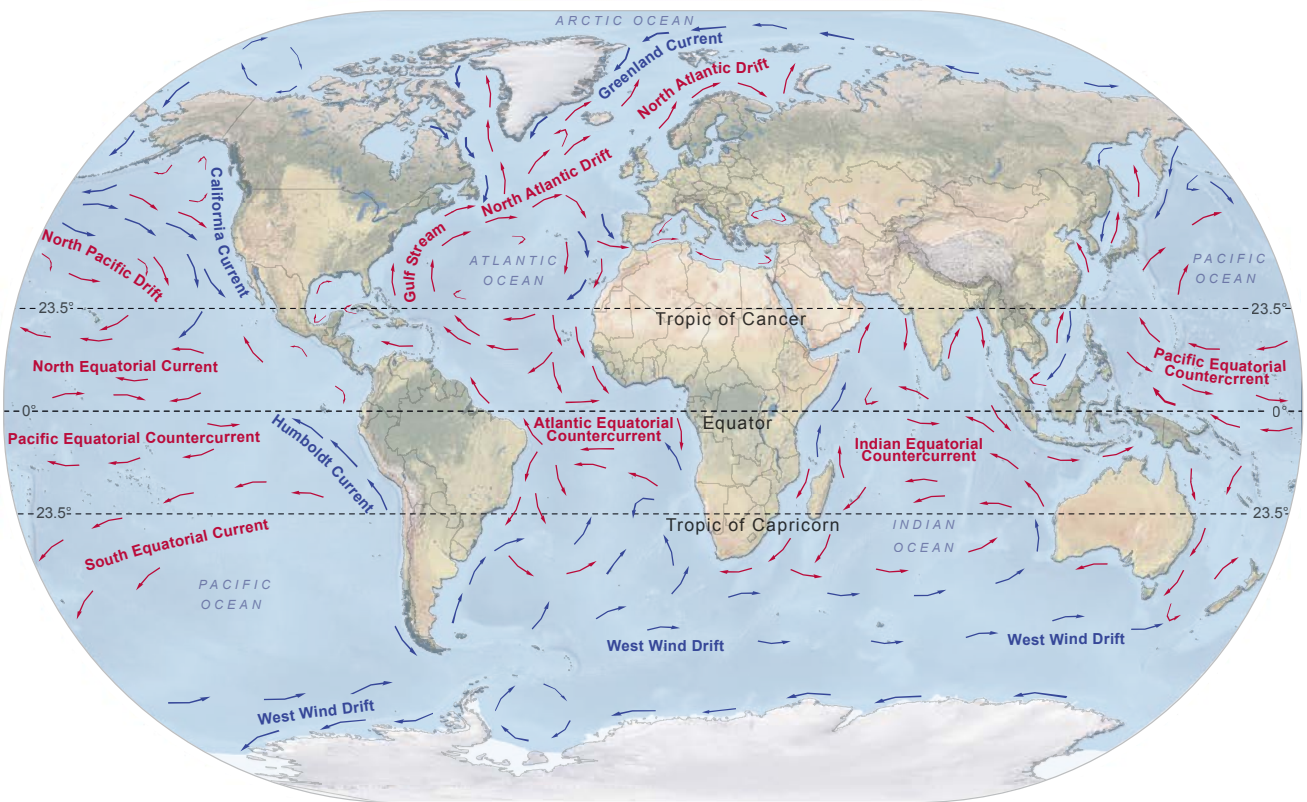 ARCTIC OCEAN
Greenland Current
North Atlantic Drift
North Atlantic Drift
California Current
Gulf Stream
North Pacific Drift
ATLANTIC
OCEAN
PACIFIC
OCEAN
23.5°
Tropic of Cancer
23.5°
North Equatorial Current
Pacific Equatorial
Countercrrent
0°
Equator
0°
Pacific Equatorial Countercurrent
Humboldt Current
Atlantic Equatorial
Countercurrent
Indian Equatorial
Countercurrent
23.5°
Tropic of Capricorn
23.5°
South Equatorial Current
INDIAN
OCEAN
PACIFIC
OCEAN
West Wind Drift
West Wind Drift
West Wind Drift